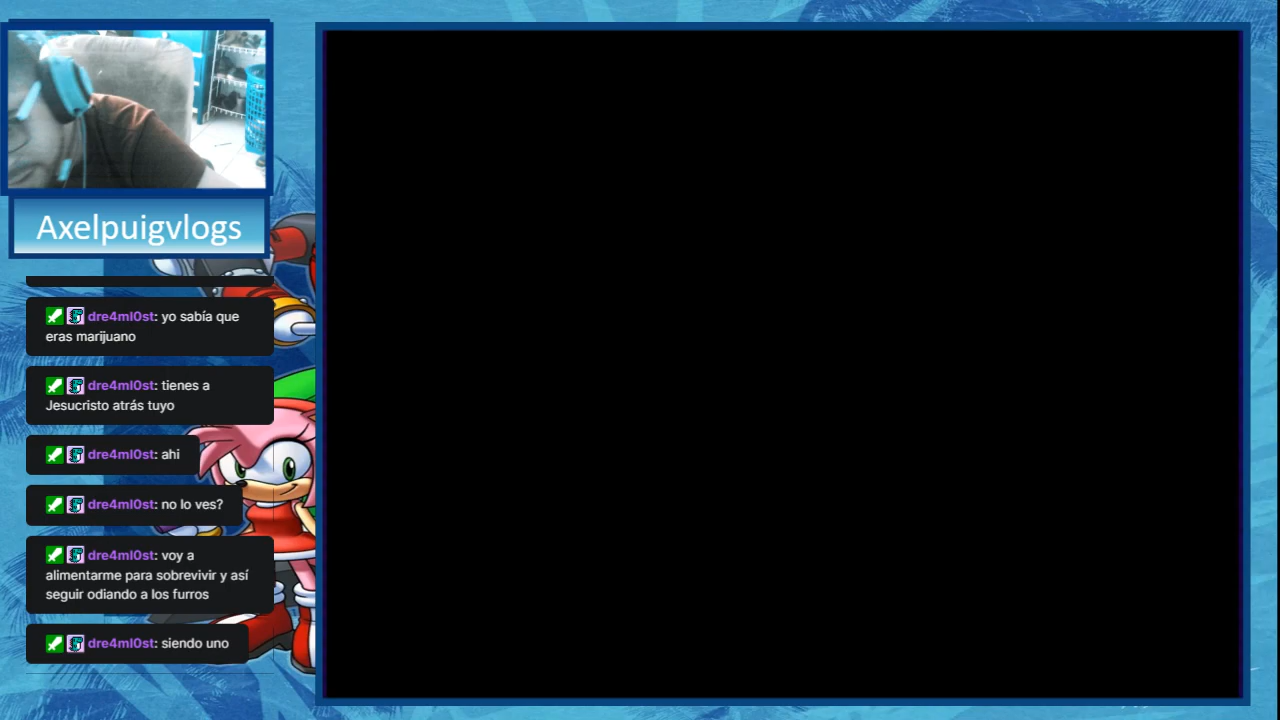 Axelpuigvlogs
dre4ml0st: yo sabía que
eras marijuano
dre4ml0st: tienes a
Jesucristo atrás tuyo
dre4ml0st: ahi
dre4ml0st: no lo ves?
dre4ml0st: voy a
alimentarme para sobrevivir y así
seguir odiando a los furros
dre4ml0st: siendo uno